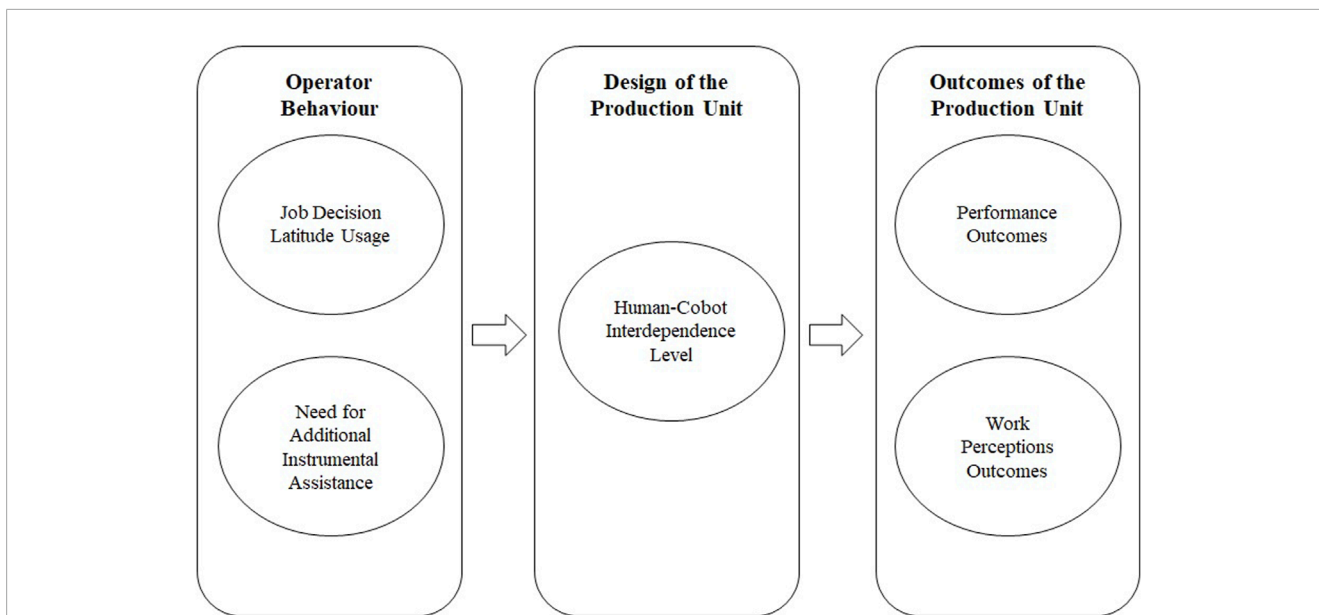 Operator
Behaviour
Job Decision
Latitude Usage
Need for
Additional
Instrumental
Assistance
Design of the
Production Unit
Human-Cobot
Interdependence
Level
Outcomes of the
Production Unit
Performance
Outcomes
Work
Perceptions
Outcomes